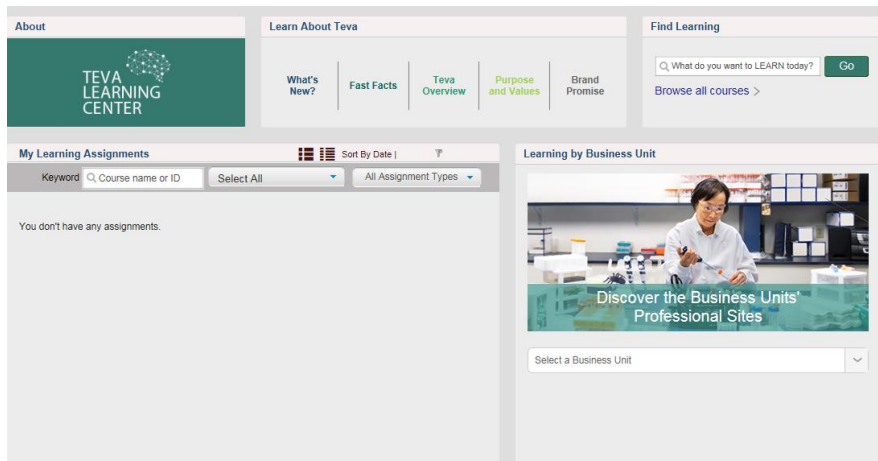 About
TEVA
LEARNING
CENTER
Learn About Teva
What's
New?
Fast Facts
Teva
Overview
Purpose
and Values
Brand
Promise
Find Learning
What do you want to LEARN today?
Go
Browse all courses >
My Learning Assignments
Sort By Date |
Keyword
Course name or ID
Select All
All Assignment Types
You don't have any assignments.
Learning by Business Unit
Discover the Business Units'
Professional Sites
Select a Business Unit